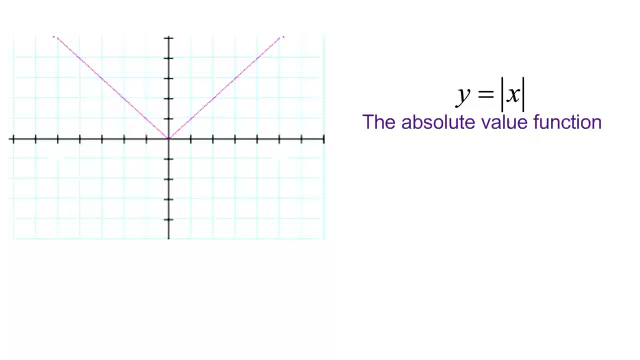 y = |x|
The absolute value function